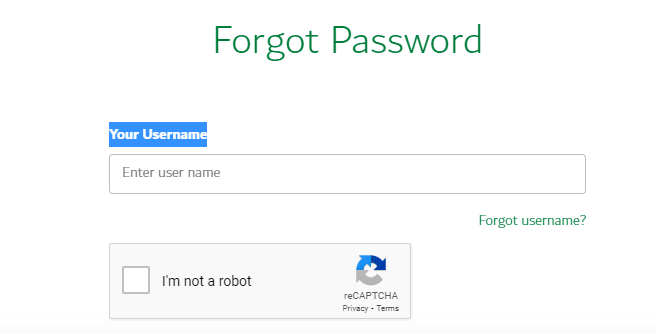 Forgot Password
Your Username
Enter user name
Forgot username?
I'm not a robot
reCAPTCHA
Privacy - Terms